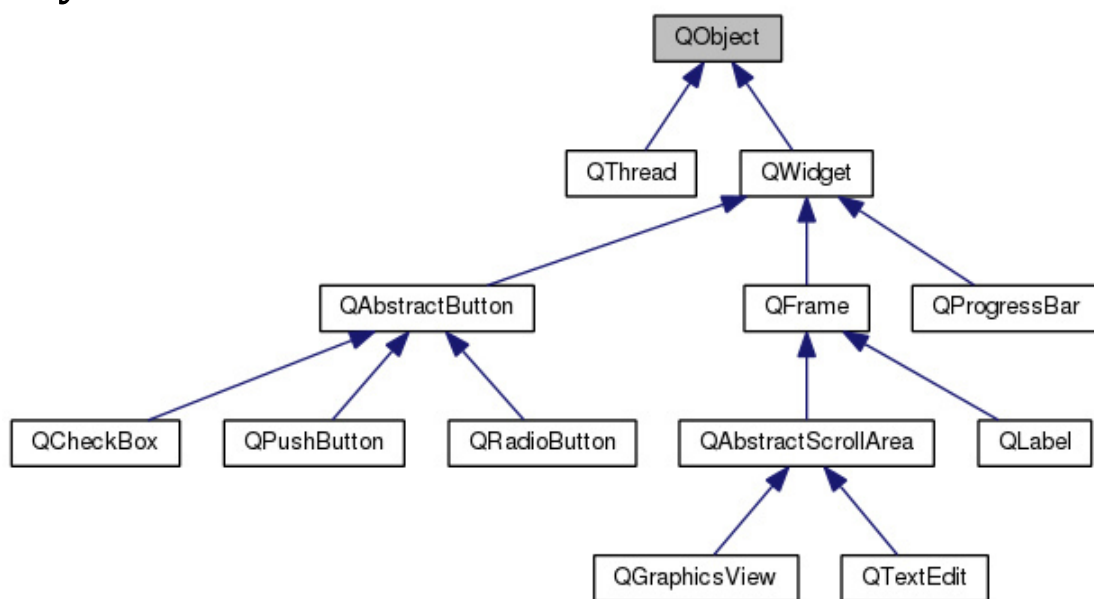 QObject
QThread
QWidget
QAbstractButton
QFrame
QProgressBar
QCheckBox
QPushButton
QRadioButton
QAbstractScrollArea
QLabel
QGraphicsView
QTextEdit